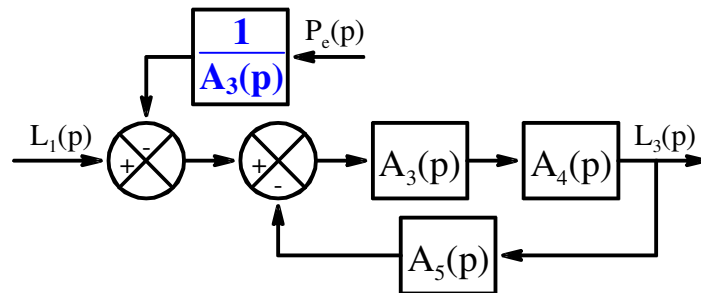 1
A₃(p)
Pₑ(p)
L₁(p)
-
+
+
-
A₃(p)
A₄(p)
L₃(p)
A₅(p)